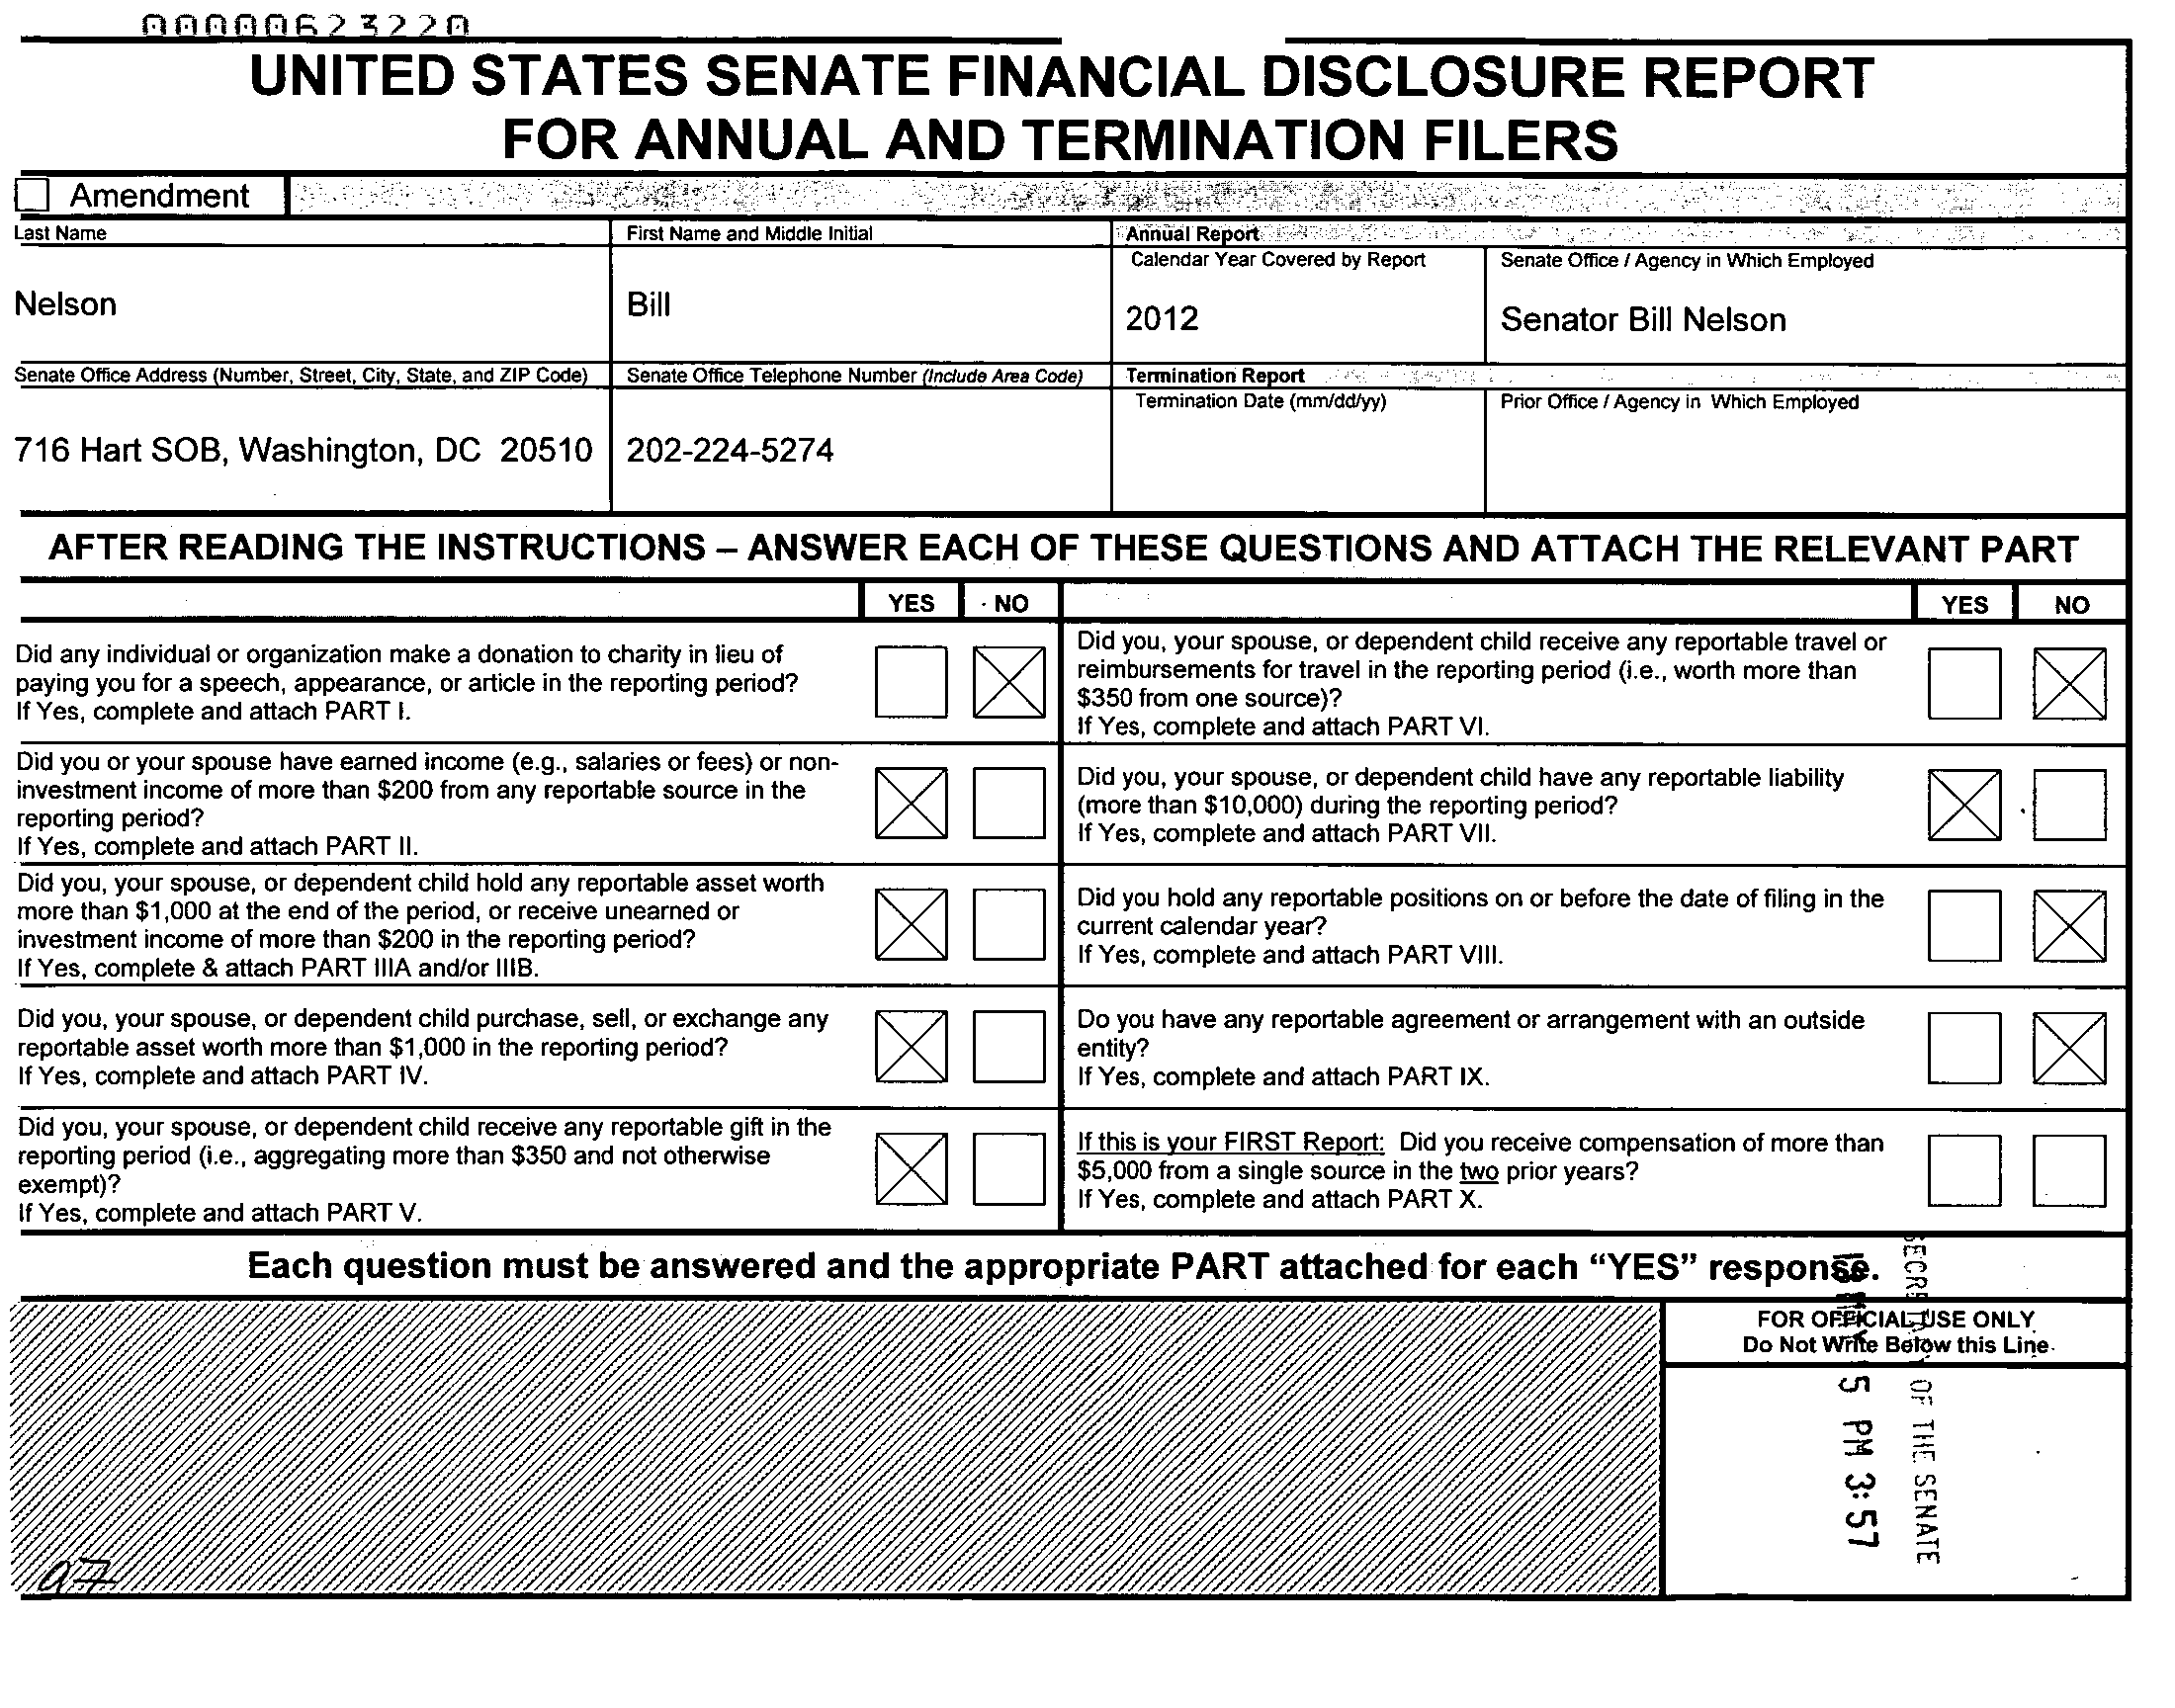 00000623220
UNITED STATES SENATE FINANCIAL DISCLOSURE REPORT
FOR ANNUAL AND TERMINATION FILERS
Amendment
Last Name
First Name and Middle Initial
Annual Report
Calendar Year Covered by Report
Senate Office / Agency in Which Employed
Nelson
Bill
2012
Senator Bill Nelson
Senate Office Address (Number, Street, City, State, and ZIP Code)
Senate Office Telephone Number (Include Area Code)
Termination Report
Termination Date (mm/dd/yy)
Prior Office / Agency in Which Employed
716 Hart SOB, Washington, DC 20510
202-224-5274
AFTER READING THE INSTRUCTIONS – ANSWER EACH OF THESE QUESTIONS AND ATTACH THE RELEVANT PART
YES NO
YES NO
Did any individual or organization make a donation to charity in lieu of
paying you for a speech, appearance, or article in the reporting period?
If Yes, complete and attach PART I.
Did you, your spouse, or dependent child receive any reportable travel or
reimbursements for travel in the reporting period (i.e., worth more than
$350 from one source)?
If Yes, complete and attach PART VI.
Did you or your spouse have earned income (e.g., salaries or fees) or non-
investment income of more than $200 from any reportable source in the
reporting period?
If Yes, complete and attach PART II.
Did you, your spouse, or dependent child have any reportable liability
(more than $10,000) during the reporting period?
If Yes, complete and attach PART VII.
Did you, your spouse, or dependent child hold any reportable asset worth
more than $1,000 at the end of the period, or receive unearned or
investment income of more than $200 in the reporting period?
If Yes, complete & attach PART IIIA and/or IIIB.
Did you hold any reportable positions on or before the date of filing in the
current calendar year?
If Yes, complete and attach PART VIII.
Did you, your spouse, or dependent child purchase, sell, or exchange any
reportable asset worth more than $1,000 in the reporting period?
If Yes, complete and attach PART IV.
Do you have any reportable agreement or arrangement with an outside
entity?
If Yes, complete and attach PART IX.
Did you, your spouse, or dependent child receive any reportable gift in the
reporting period (i.e., aggregating more than $350 and not otherwise
exempt)?
If Yes, complete and attach PART V.
If this is your FIRST Report: Did you receive compensation of more than
$5,000 from a single source in the two prior years?
If Yes, complete and attach PART X.
Each question must be answered and the appropriate PART attached for each “YES” response.
FOR OFFICIAL USE ONLY
Do Not Write Below this Line.
OF THE SENATE
5 PM 3:57